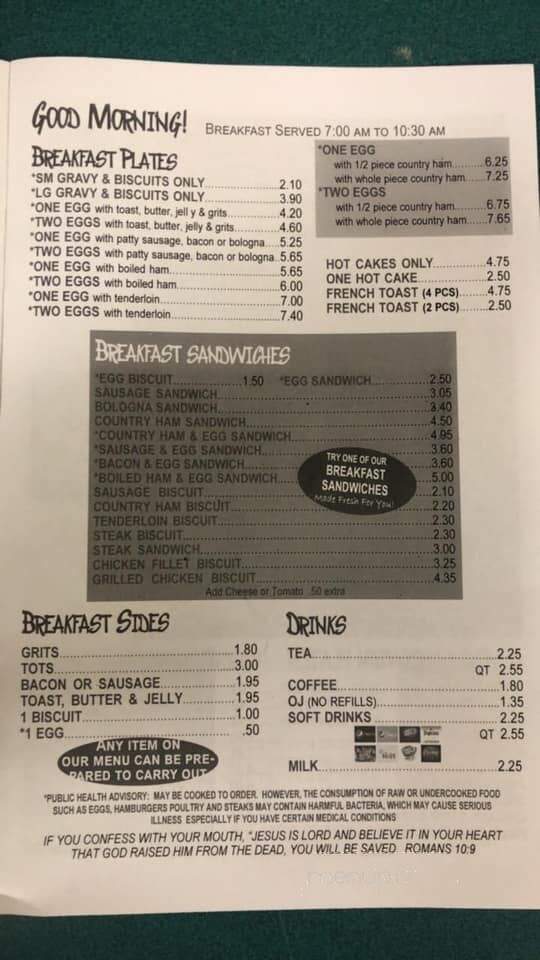 GOOD MORNING! BREAKFAST SERVED 7:00 AM TO 10:30 AM
BREAKFAST PLATES
*SM GRAVY & BISCUITS ONLY 2.10
*LG GRAVY & BISCUITS ONLY 3.90
*ONE EGG with toast, butter, jelly & grits 4.20
*TWO EGGS with toast, butter, jelly & grits 4.60
*ONE EGG with patty sausage, bacon or bologna 5.25
*TWO EGGS with patty sausage, bacon or bologna 5.65
*ONE EGG with boiled ham 5.65
*TWO EGGS with boiled ham 6.00
*ONE EGG with tenderloin 7.00
*TWO EGGS with tenderloin 7.40
*ONE EGG
with 1/2 piece country ham 6.25
with whole piece country ham 7.25
*TWO EGGS
with 1/2 piece country ham 6.75
with whole piece country ham 7.65
HOT CAKES ONLY 4.75
ONE HOT CAKE 2.50
FRENCH TOAST (4 PCS) 4.75
FRENCH TOAST (2 PCS) 2.50
BREAKFAST SANDWICHES
*EGG BISCUIT 1.50 *EGG SANDWICH 2.50
SAUSAGE SANDWICH 3.05
BOLOGNA SANDWICH 3.40
COUNTRY HAM SANDWICH 4.50
*COUNTRY HAM & EGG SANDWICH 4.95
*SAUSAGE & EGG SANDWICH 3.60
*BACON & EGG SANDWICH 3.60
*BOILED HAM & EGG SANDWICH 5.00
SAUSAGE BISCUIT 2.10
COUNTRY HAM BISCUIT 2.20
TENDERLOIN BISCUIT 2.30
STEAK BISCUIT 2.30
STEAK SANDWICH 3.00
CHICKEN FILLET BISCUIT 3.25
GRILLED CHICKEN BISCUIT 4.35
Add Cheese or Tomato .50 extra
TRY ONE OF OUR
BREAKFAST
SANDWICHES
Made Fresh For You!
BREAKFAST SIDES
GRITS 1.80
TOTS 3.00
BACON OR SAUSAGE 1.95
TOAST, BUTTER & JELLY 1.95
1 BISCUIT 1.00
*1 EGG .50
ANY ITEM ON
OUR MENU CAN BE PRE-
PARED TO CARRY OUT
DRINKS
TEA 2.25
QT 2.55
COFFEE 1.80
OJ (NO REFILLS) 1.35
SOFT DRINKS 2.25
QT 2.55
MILK 2.25
*PUBLIC HEALTH ADVISORY: MAY BE COOKED TO ORDER. HOWEVER, THE CONSUMPTION OF RAW OR UNDERCOOKED FOOD
SUCH AS EGGS, HAMBURGERS POULTRY AND STEAKS MAY CONTAIN HARMFUL BACTERIA, WHICH MAY CAUSE SERIOUS
ILLNESS ESPECIALLY IF YOU HAVE CERTAIN MEDICAL CONDITIONS
IF YOU CONFESS WITH YOUR MOUTH, "JESUS IS LORD AND BELIEVE IT IN YOUR HEART
THAT GOD RAISED HIM FROM THE DEAD, YOU WILL BE SAVED ROMANS 10:9